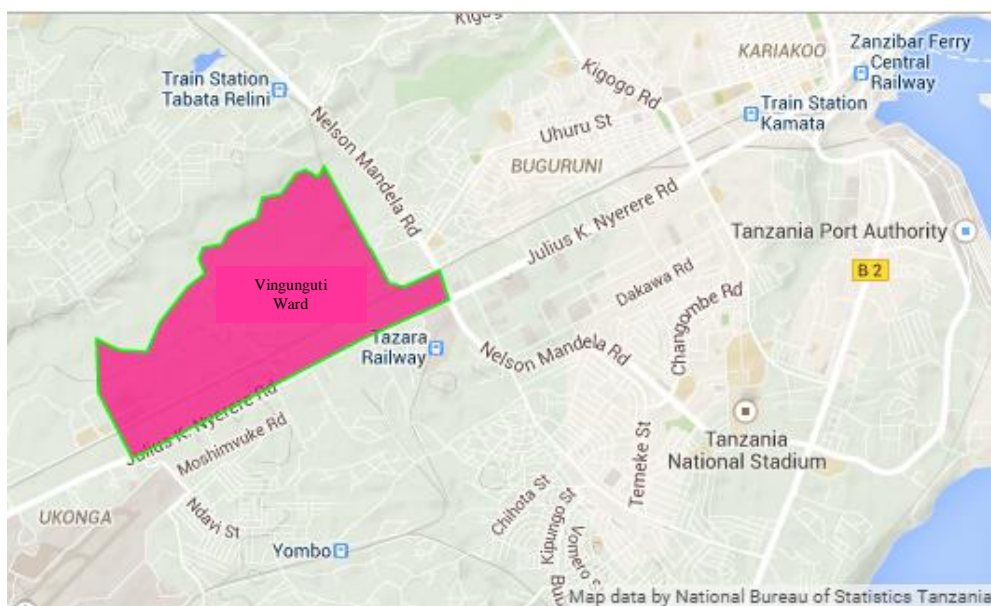 Kigo
Zanzibar Ferry
Central
Railway
KARIAKOO
Train Station
Tabata Relini
Kigogo Rd
Train Station
Kamata
Nelson Mandela Rd
Uhuru St
BUGURUNI
Julius K. Nyerere Rd
Tanzania Port Authority
B 2
Vingunguti
Ward
Dakawa Rd
Changombe Rd
Tazara
Railway
Nelson Mandela Rd
Julius K. Nyerere Rd
Moshimvuke Rd
Tanzania
National Stadium
Temeke St
Chihota St
Kipungo St
Vomero S
Bu
UKONGA
Ndavi St
Yombo
Map data by National Bureau of Statistics Tanzania